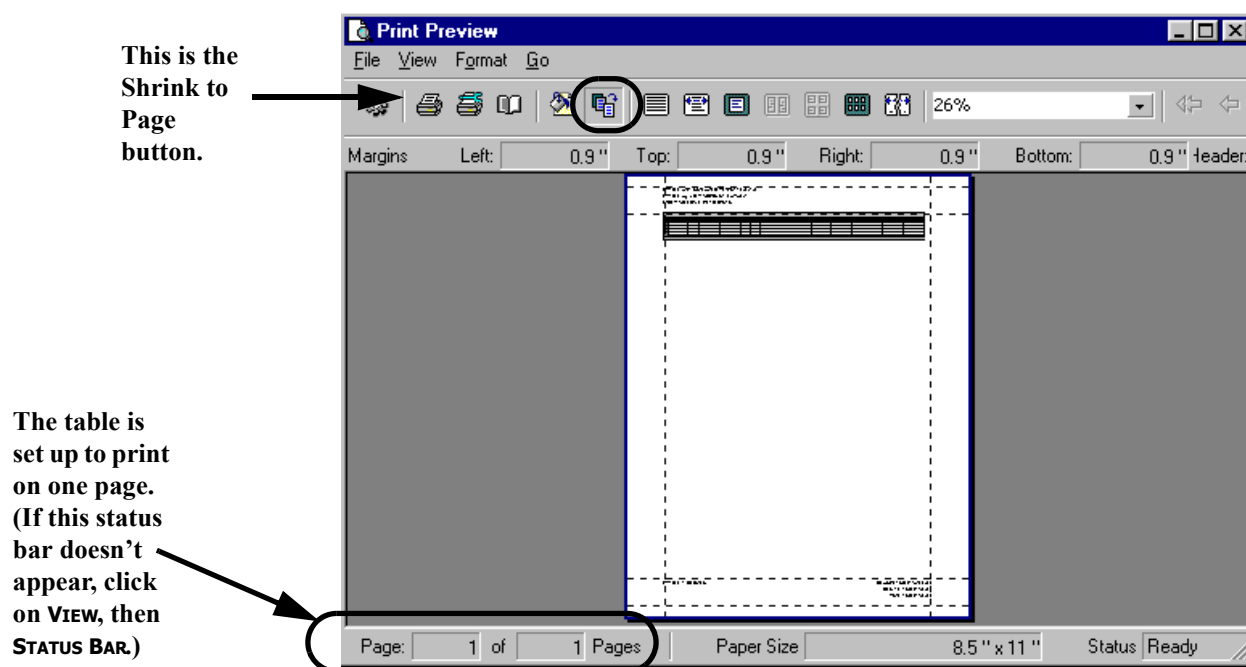 Print Preview
File View Format Go
This is the
Shrink to
Page
button.
26%
Margins Left: 0.9 " Top: 0.9 " Right: 0.9 " Bottom: 0.9 " Header:
The table is
set up to print
on one page.
(If this status
bar doesn't
appear, click
on VIEW, then
STATUS BAR.)
Page: 1 of 1 Pages Paper Size 8.5 " x 11 " Status Ready